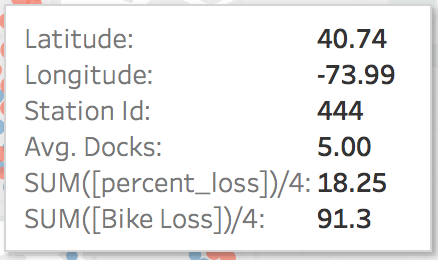 Latitude: 40.74
Longitude: -73.99
Station Id: 444
Avg. Docks: 5.00
SUM([percent_loss])/4: 18.25
SUM([Bike Loss])/4: 91.3